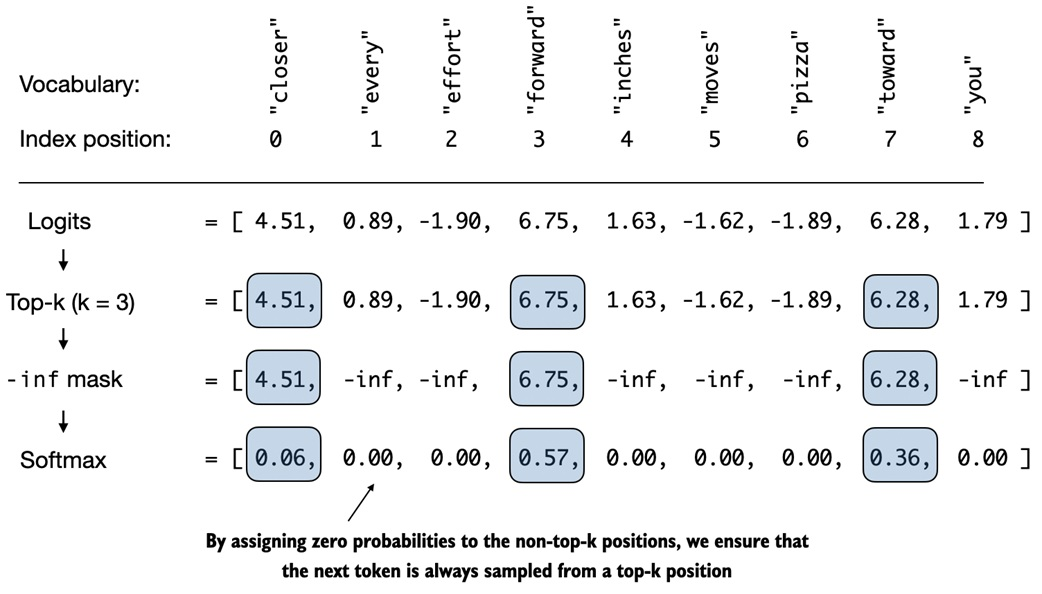 Vocabulary: "closer" "every" "effort" "forward" "inches" "moves" "pizza" "toward" "you"
Index position: 0 1 2 3 4 5 6 7 8
Logits = [ 4.51, 0.89, -1.90, 6.75, 1.63, -1.62, -1.89, 6.28, 1.79 ]
Top-k (k = 3) = [ 4.51, 0.89, -1.90, 6.75, 1.63, -1.62, -1.89, 6.28, 1.79 ]
-inf mask = [ 4.51, -inf, -inf, 6.75, -inf, -inf, -inf, 6.28, -inf ]
Softmax = [ 0.06, 0.00, 0.00, 0.57, 0.00, 0.00, 0.00, 0.36, 0.00 ]
By assigning zero probabilities to the non-top-k positions, we ensure that
the next token is always sampled from a top-k position